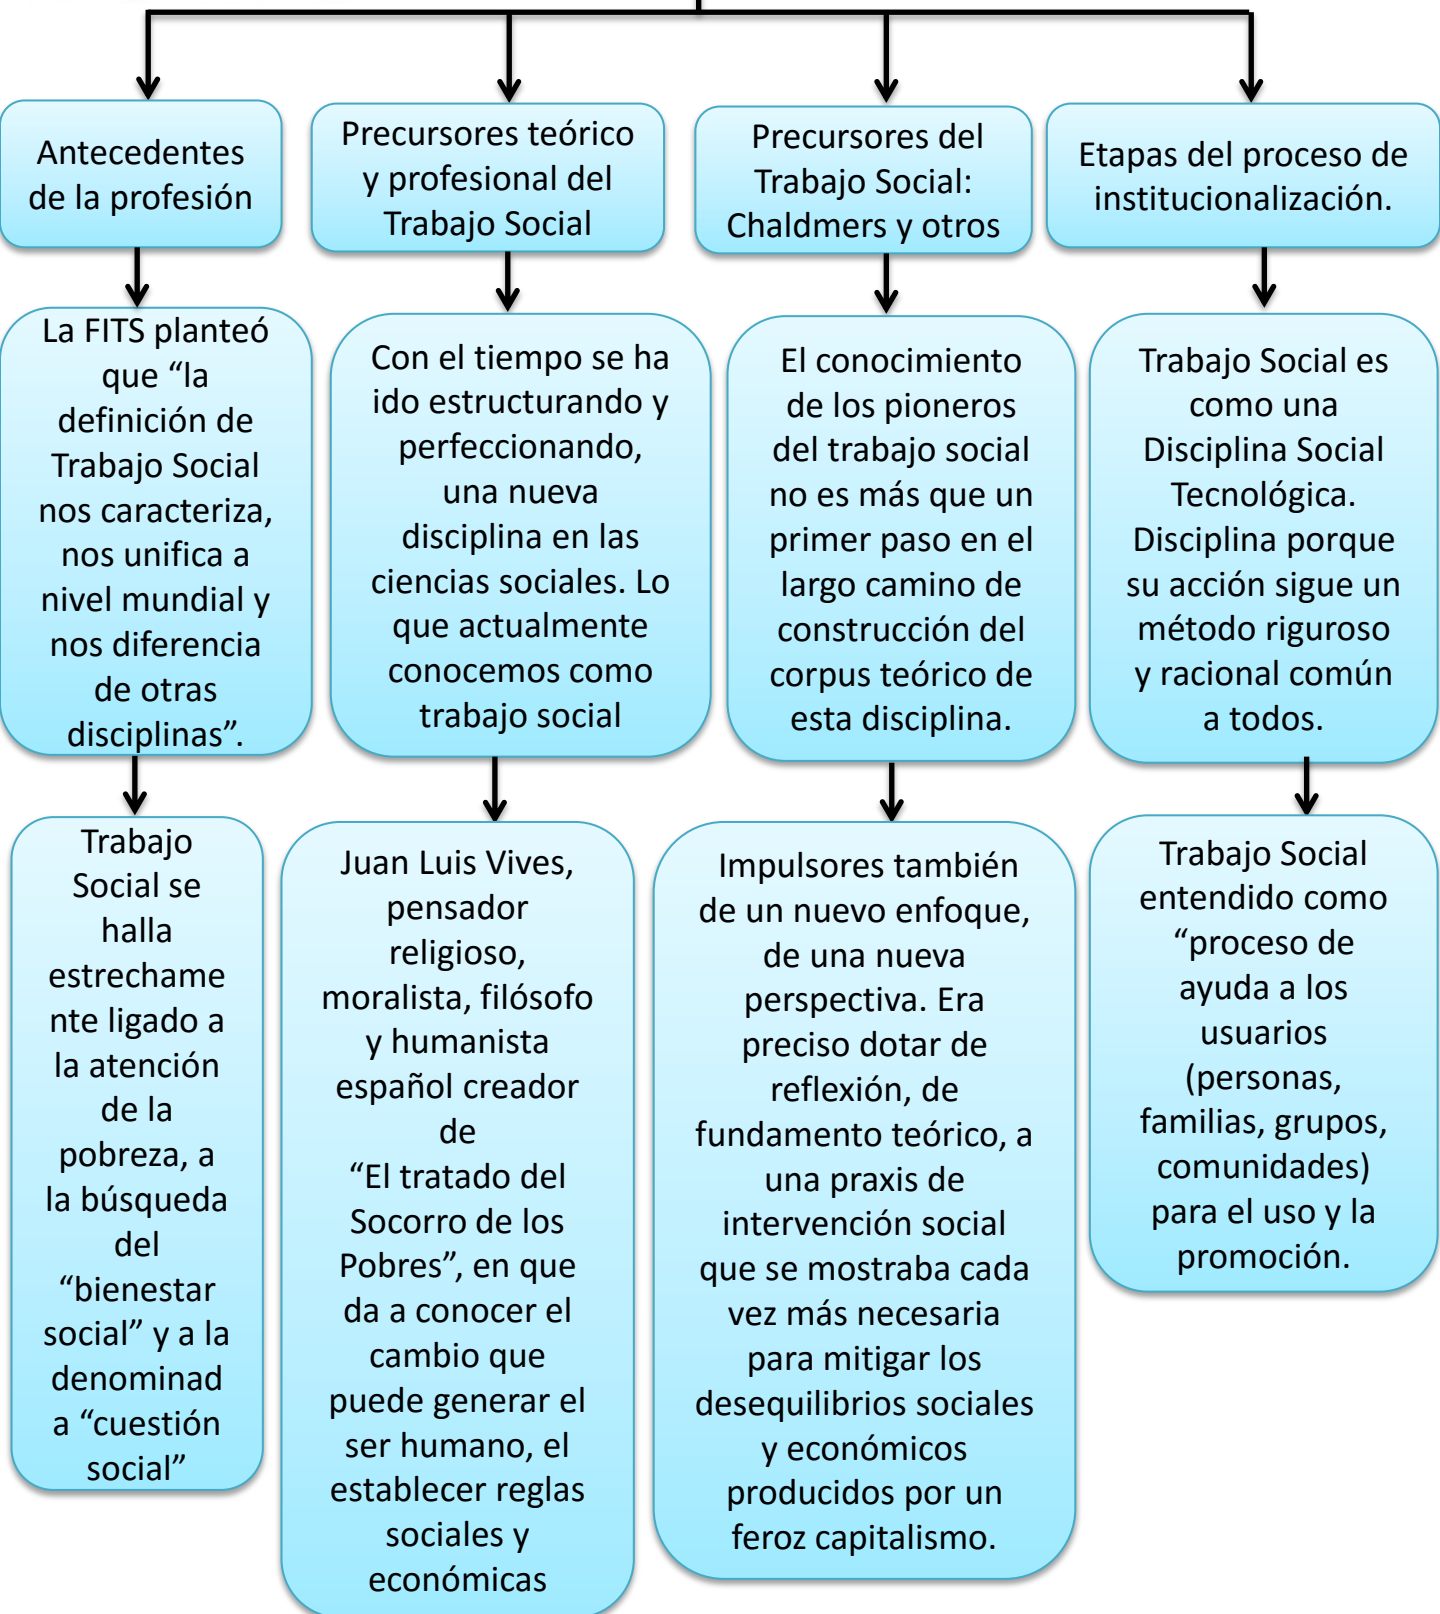 Antecedentes
de la profesión
Precursores teórico
y profesional del
Trabajo Social
Precursores del
Trabajo Social:
Chaldmers y otros
Etapas del proceso de
institucionalización.
La FITS planteó
que “la
definición de
Trabajo Social
nos caracteriza,
nos unifica a
nivel mundial y
nos diferencia
de otras
disciplinas”.
Con el tiempo se ha
ido estructurando y
perfeccionando,
una nueva
disciplina en las
ciencias sociales. Lo
que actualmente
conocemos como
trabajo social
El conocimiento
de los pioneros
del trabajo social
no es más que un
primer paso en el
largo camino de
construcción del
corpus teórico de
esta disciplina.
Trabajo Social es
como una
Disciplina Social
Tecnológica.
Disciplina porque
su acción sigue un
método riguroso
y racional común
a todos.
Trabajo
Social se
halla
estrechame
nte ligado a
la atención
de la
pobreza, a
la búsqueda
del
“bienestar
social” y a la
denominad
a “cuestión
social”
Juan Luis Vives,
pensador
religioso,
moralista, filósofo
y humanista
español creador
de
“El tratado del
Socorro de los
Pobres”, en que
da a conocer el
cambio que
puede generar el
ser humano, el
establecer reglas
sociales y
económicas
Impulsores también
de un nuevo enfoque,
de una nueva
perspectiva. Era
preciso dotar de
reflexión, de
fundamento teórico, a
una praxis de
intervención social
que se mostraba cada
vez más necesaria
para mitigar los
desequilibrios sociales
y económicos
producidos por un
feroz capitalismo.
Trabajo Social
entendido como
“proceso de
ayuda a los
usuarios
(personas,
familias, grupos,
comunidades)
para el uso y la
promoción.